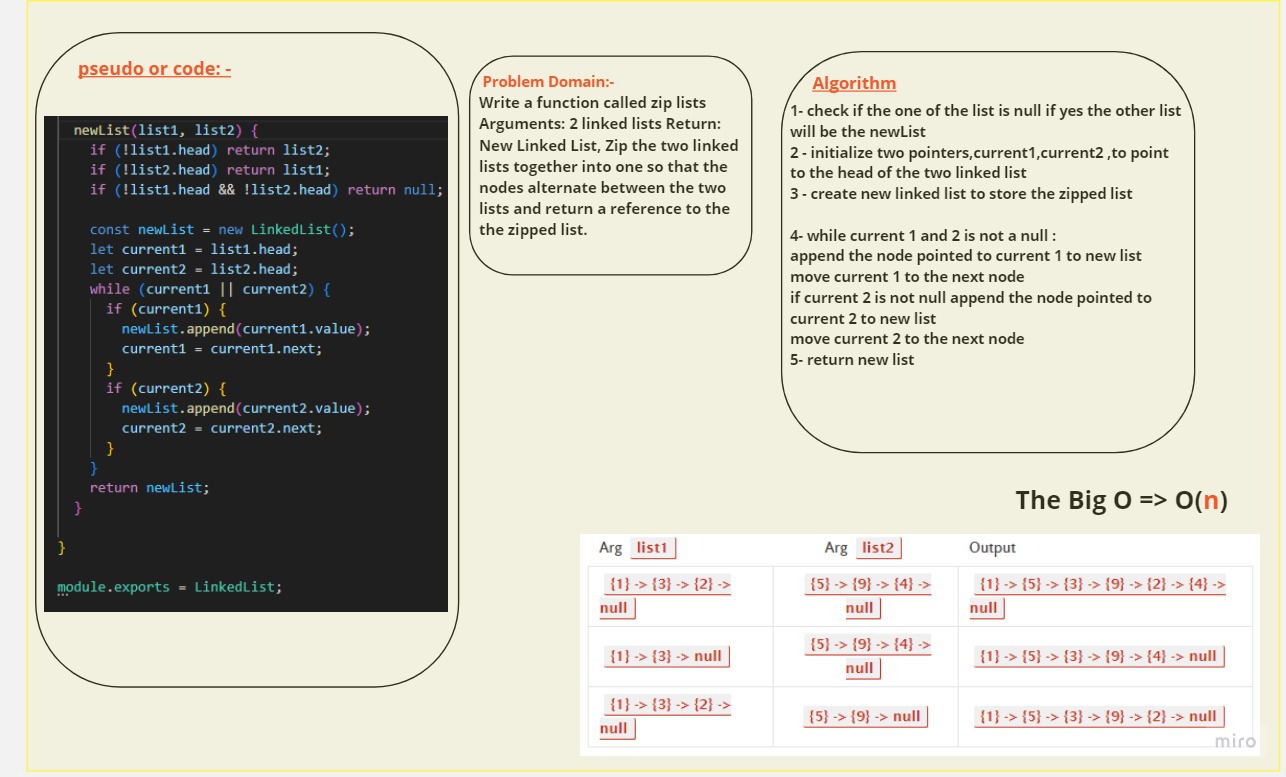 pseudo or code: -
newList(list1, list2) {
if (!list1.head) return list2;
if (!list2.head) return list1;
if (!list1.head && !list2.head) return null;
const newList = new LinkedList();
let current1 = list1.head;
let current2 = list2.head;
while (current1 || current2) {
if (current1) {
newList.append(current1.value);
current1 = current1.next;
}
if (current2) {
newList.append(current2.value);
current2 = current2.next;
}
}
return newList;
}
}
module.exports = LinkedList;
Problem Domain:-
Write a function called zip lists
Arguments: 2 linked lists Return:
New Linked List, Zip the two linked
lists together into one so that the
nodes alternate between the two
lists and return a reference to the
the zipped list.
Algorithm
1- check if the one of the list is null if yes the other list
will be the newList
2 - initialize two pointers,current1,current2 ,to point
to the head of the two linked list
3 - create new linked list to store the zipped list
4- while current 1 and 2 is not a null :
append the node pointed to current 1 to new list
move current 1 to the next node
if current 2 is not null append the node pointed to
current 2 to new list
move current 2 to the next node
5- return new list
The Big O => O(n)
Arg list1 Arg list2 Output
{1} -> {3} -> {2} ->
null
{5} -> {9} -> {4} ->
null
{1} -> {5} -> {3} -> {9} -> {2} -> {4} ->
null
{1} -> {3} -> null
{5} -> {9} -> {4} ->
null
{1} -> {5} -> {3} -> {9} -> {4} -> null
{1} -> {3} -> {2} ->
null
{5} -> {9} -> null
{1} -> {5} -> {3} -> {9} -> {2} -> null
miro